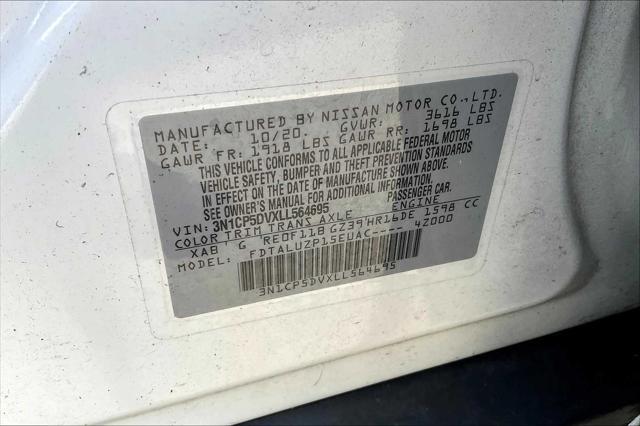 MANUFACTURED BY NISSAN MOTOR CO.,LTD.
DATE: 10/20. GVWR: 3616 LBS
GAWR FR: 1918 LBS GAWR RR: 1698 LBS
THIS VEHICLE CONFORMS TO ALL APPLICABLE FEDERAL MOTOR
VEHICLE SAFETY, BUMPER AND THEFT PREVENTION STANDARDS
IN EFFECT ON THE DATE OF MANUFACTURE SHOWN ABOVE.
SEE OWNER'S MANUAL FOR ADDITIONAL INFORMATION.
VIN: 3N1CP5DVXLL564695 PASSENGER CAR.
COLOR TRIM TRANS AXLE ENGINE
XAB G RE0F11B GZ39 HR16DE 1598 CC
MODEL: FDTALUZP15EUAC---- 4Z000
3N1CP5DVXLL564695